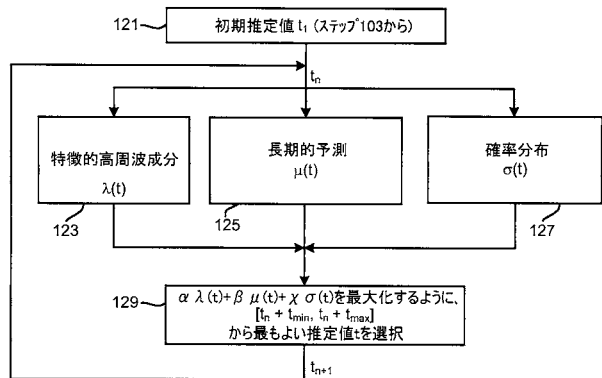 121
初期推定値 t₁ (ステップ103から)
tₙ
特徴的高周波成分
λ(t)
123
長期的予測
μ(t)
125
確率分布
σ(t)
127
129
α λ(t)+β μ(t)+χ σ(t)を最大化するように、
[tₙ + tmin, tₙ + tmax]
から最もよい推定値tを選択
tₙ₊₁